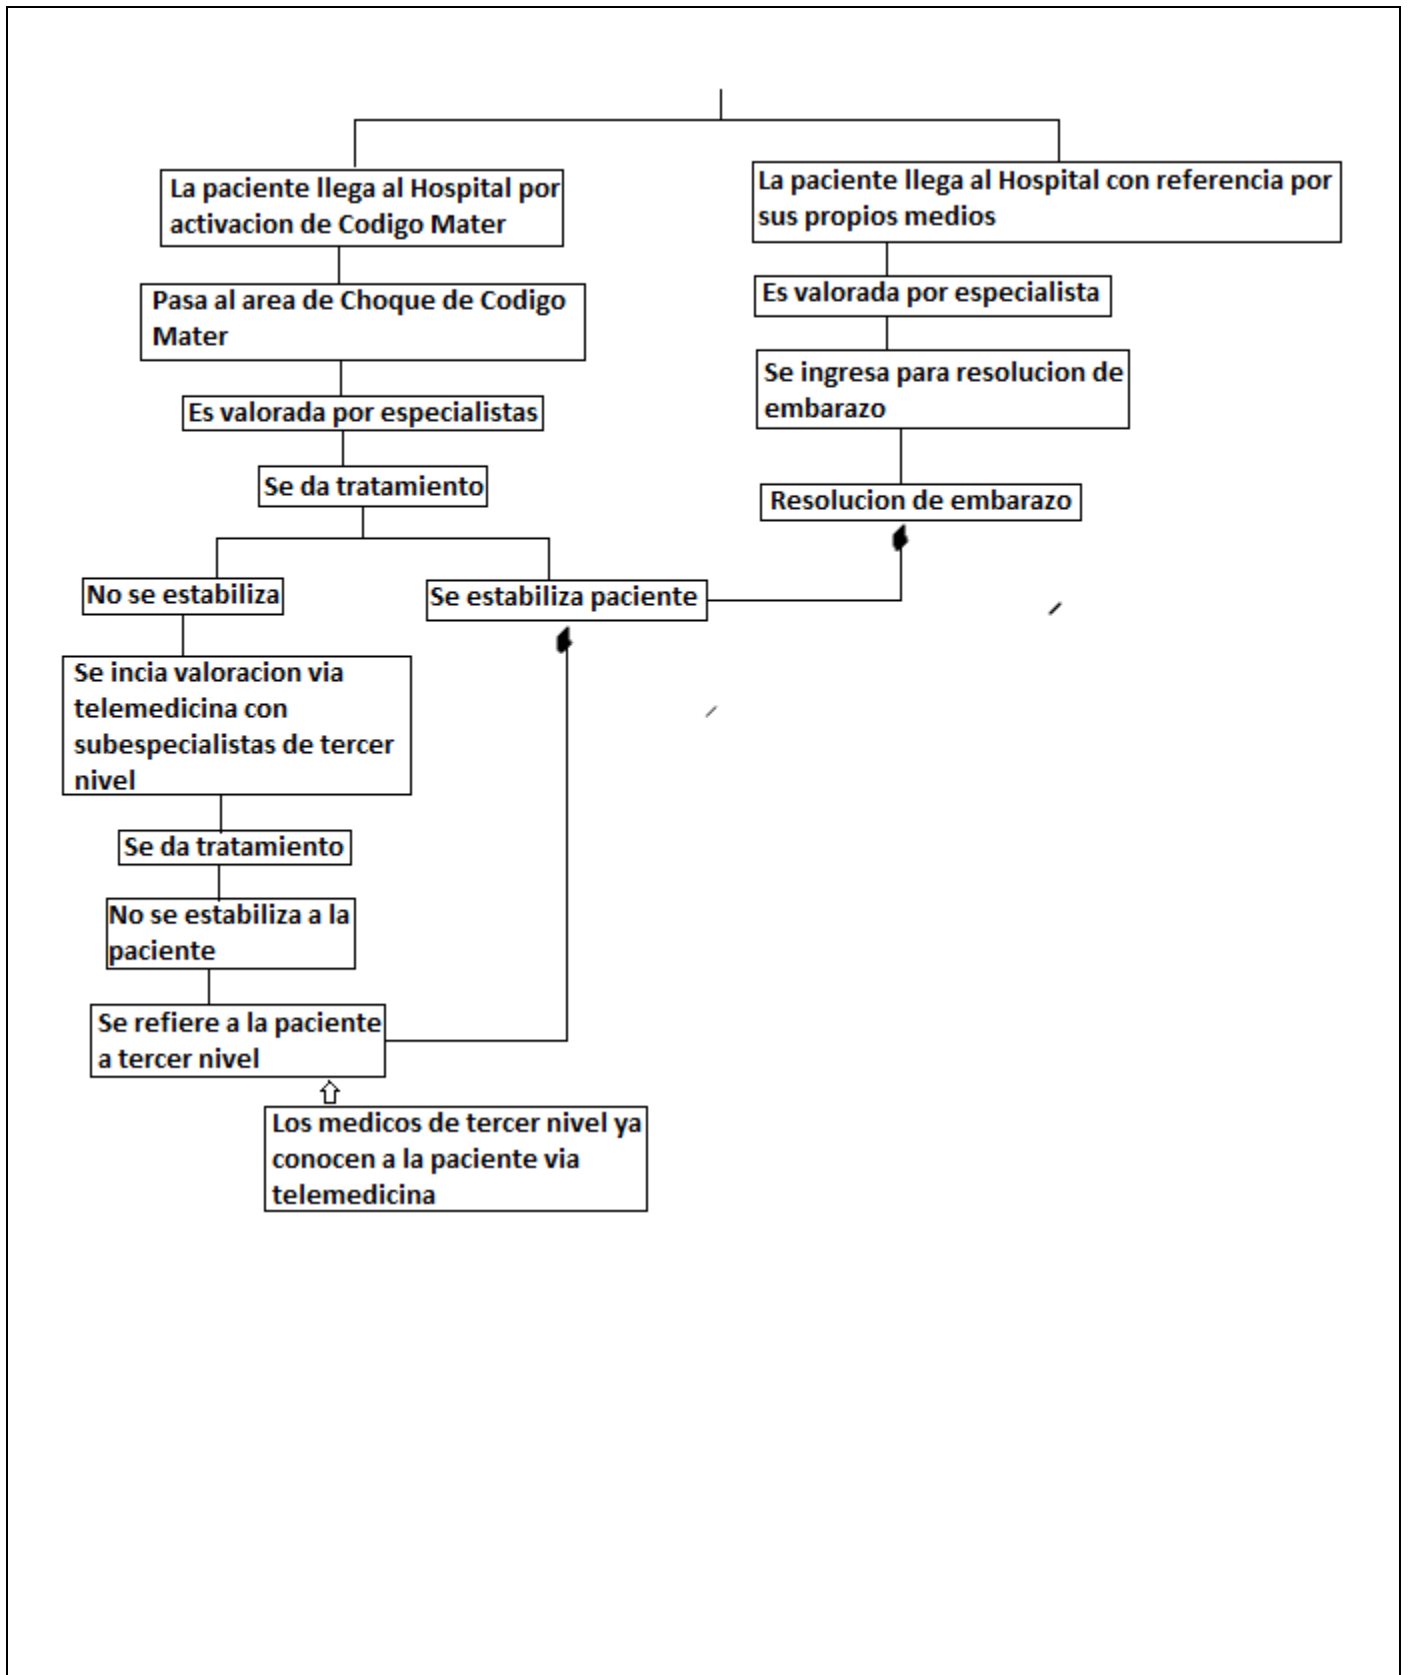 La paciente llega al Hospital por
activacion de Codigo Mater
Pasa al area de Choque de Codigo
Mater
Es valorada por especialistas
Se da tratamiento
No se estabiliza
Se estabiliza paciente
Se incia valoracion via
telemedicina con
subespecialistas de tercer
nivel
Se da tratamiento
No se estabiliza a la
paciente
Se refiere a la paciente
a tercer nivel
Los medicos de tercer nivel ya
conocen a la paciente via
telemedicina
La paciente llega al Hospital con referencia por
sus propios medios
Es valorada por especialista
Se ingresa para resolucion de
embarazo
Resolucion de embarazo